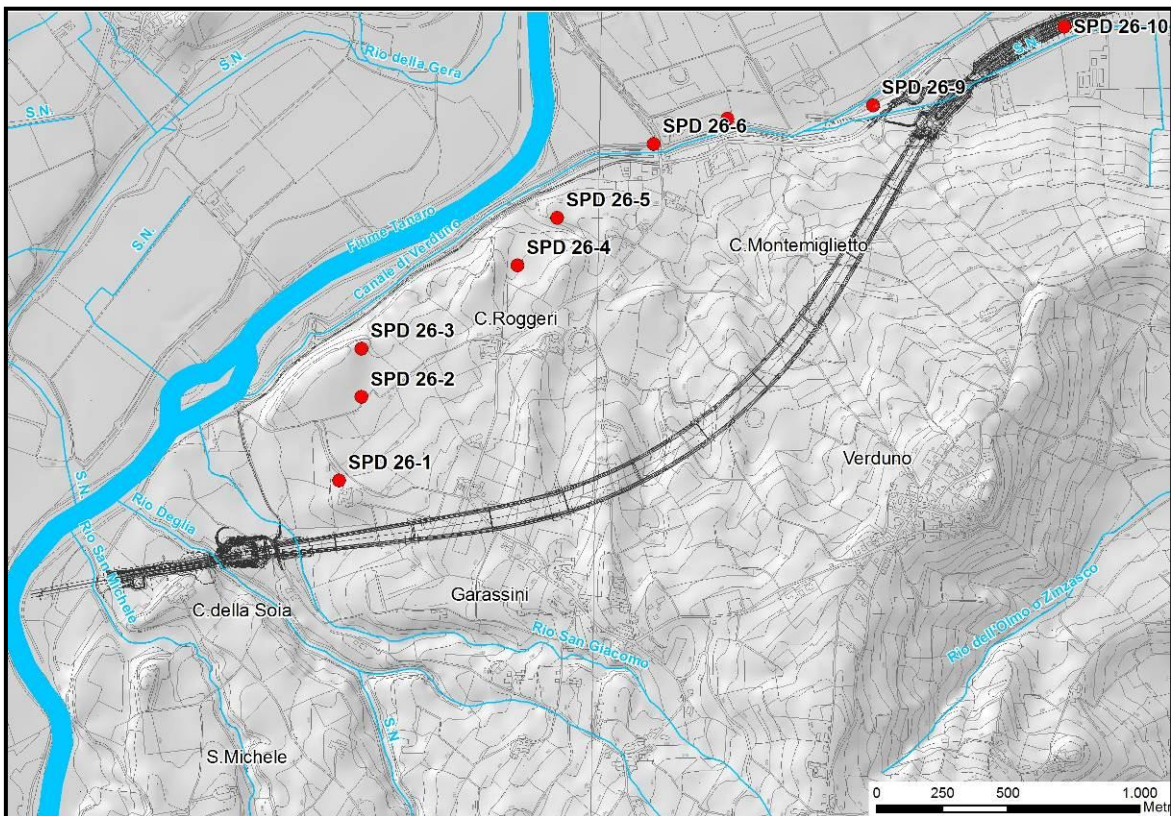 SPD 26-10
S.N.
Rio della Gera
S.N.
S.N.
SPD 26-9
SPD 26-6
S.N.
SPD 26-5
Fiume Tanaro
Canale di Verduno
C.Montemiglietto
SPD 26-4
C.Roggeri
SPD 26-3
SPD 26-2
Verduno
SPD 26-1
S.N.
Rio Deglia
Rio San Michele
Garassini
C.della Soia
Rio San Giacomo
Rio dell'Olmo o Zinzasco
S.N
S.Michele
0 250 500 1.000
Metri